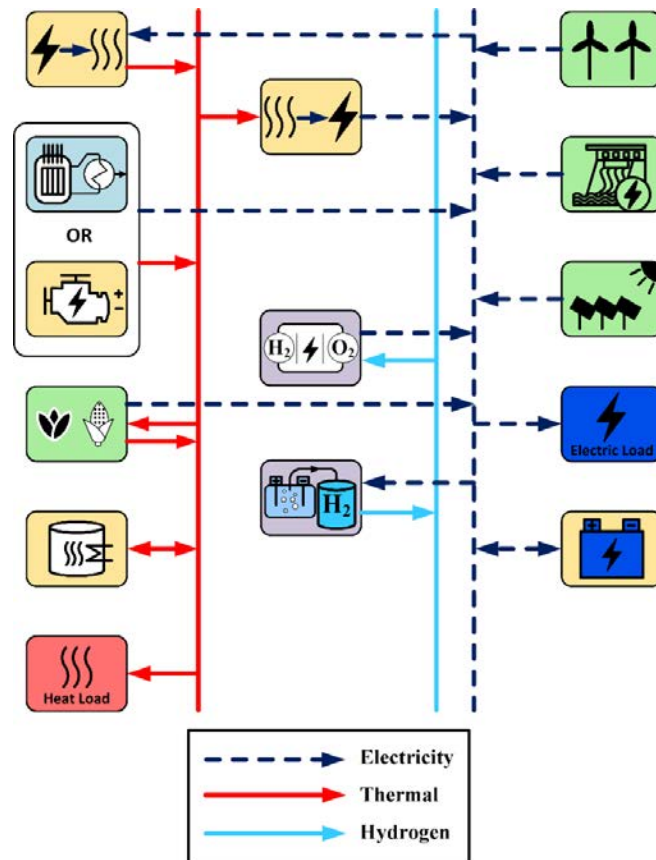 OR
+
−
H₂
O₂
Electric Load
+ −
H₂
+ −
Heat Load
Electricity
Thermal
Hydrogen